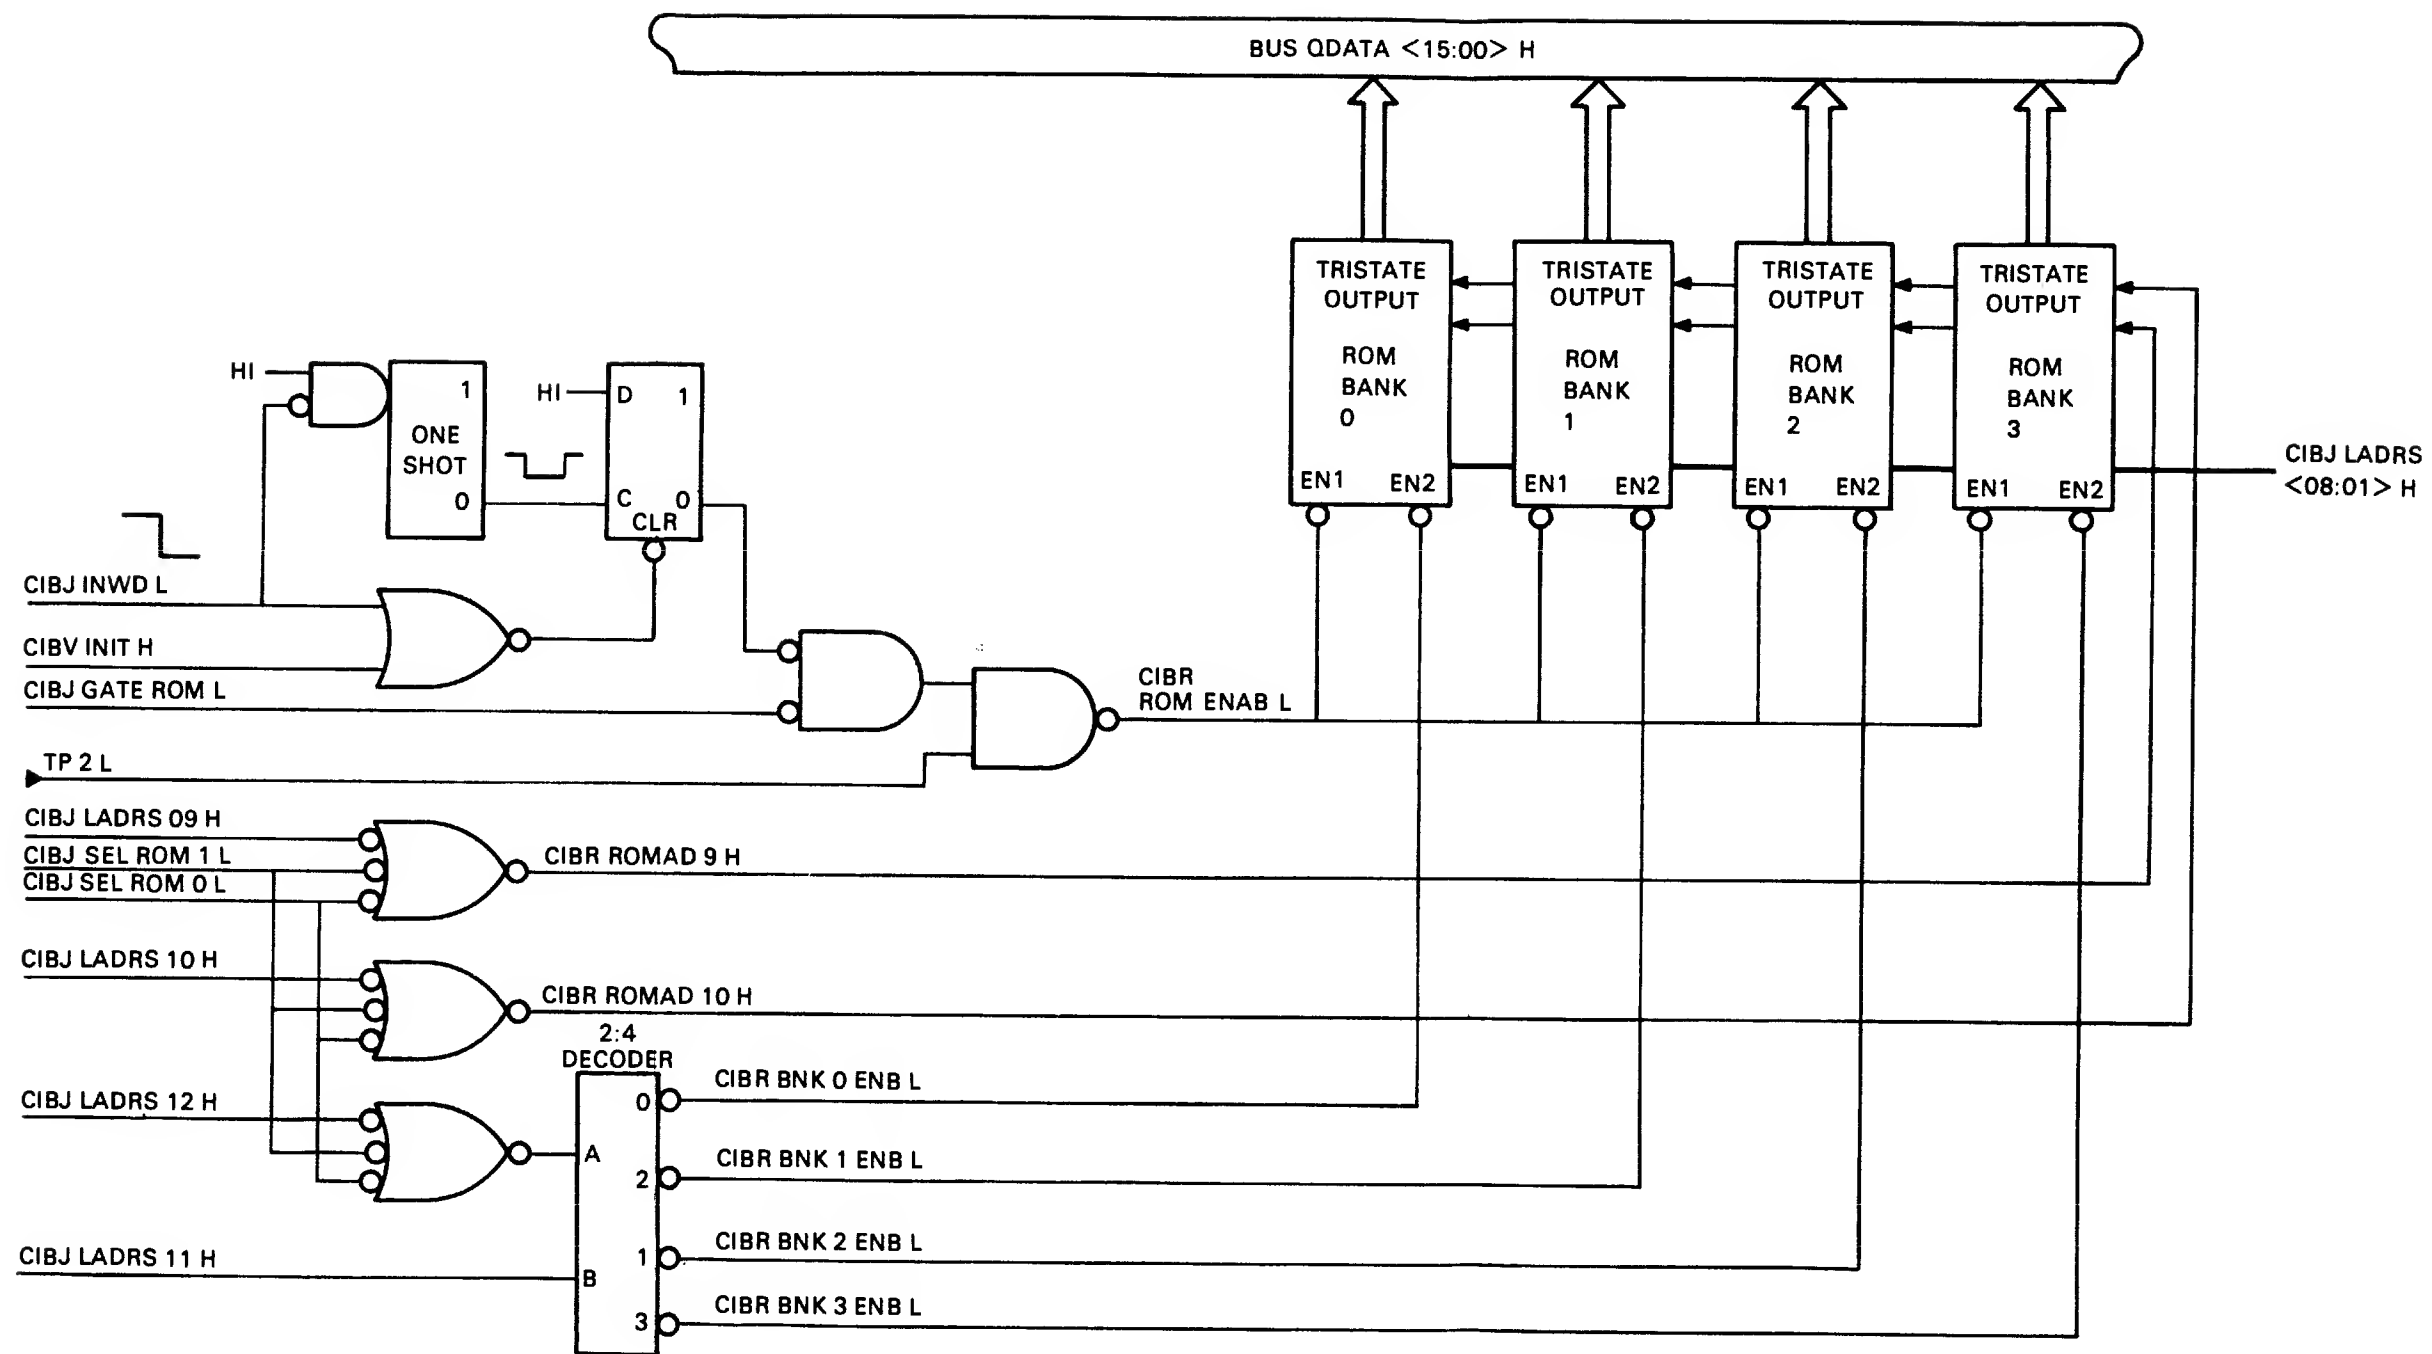 BUS QDATA <15:00> H
TRISTATE
OUTPUT
ROM
BANK
0
EN1 EN2
TRISTATE
OUTPUT
ROM
BANK
1
EN1 EN2
TRISTATE
OUTPUT
ROM
BANK
2
EN1 EN2
TRISTATE
OUTPUT
ROM
BANK
3
EN1 EN2
CIBJ LADRS
<08:01> H
HI
1
ONE
SHOT
0
HI
D 1
C 0
CLR
CIBJ INWD L
CIBV INIT H
CIBJ GATE ROM L
TP 2 L
CIBR
ROM ENAB L
CIBJ LADRS 09 H
CIBJ SEL ROM 1 L
CIBJ SEL ROM 0 L
CIBR ROMAD 9 H
CIBJ LADRS 10 H
CIBR ROMAD 10 H
2:4
DECODER
CIBJ LADRS 12 H
A
0
CIBR BNK 0 ENB L
2
CIBR BNK 1 ENB L
CIBJ LADRS 11 H
B
1
CIBR BNK 2 ENB L
3
CIBR BNK 3 ENB L